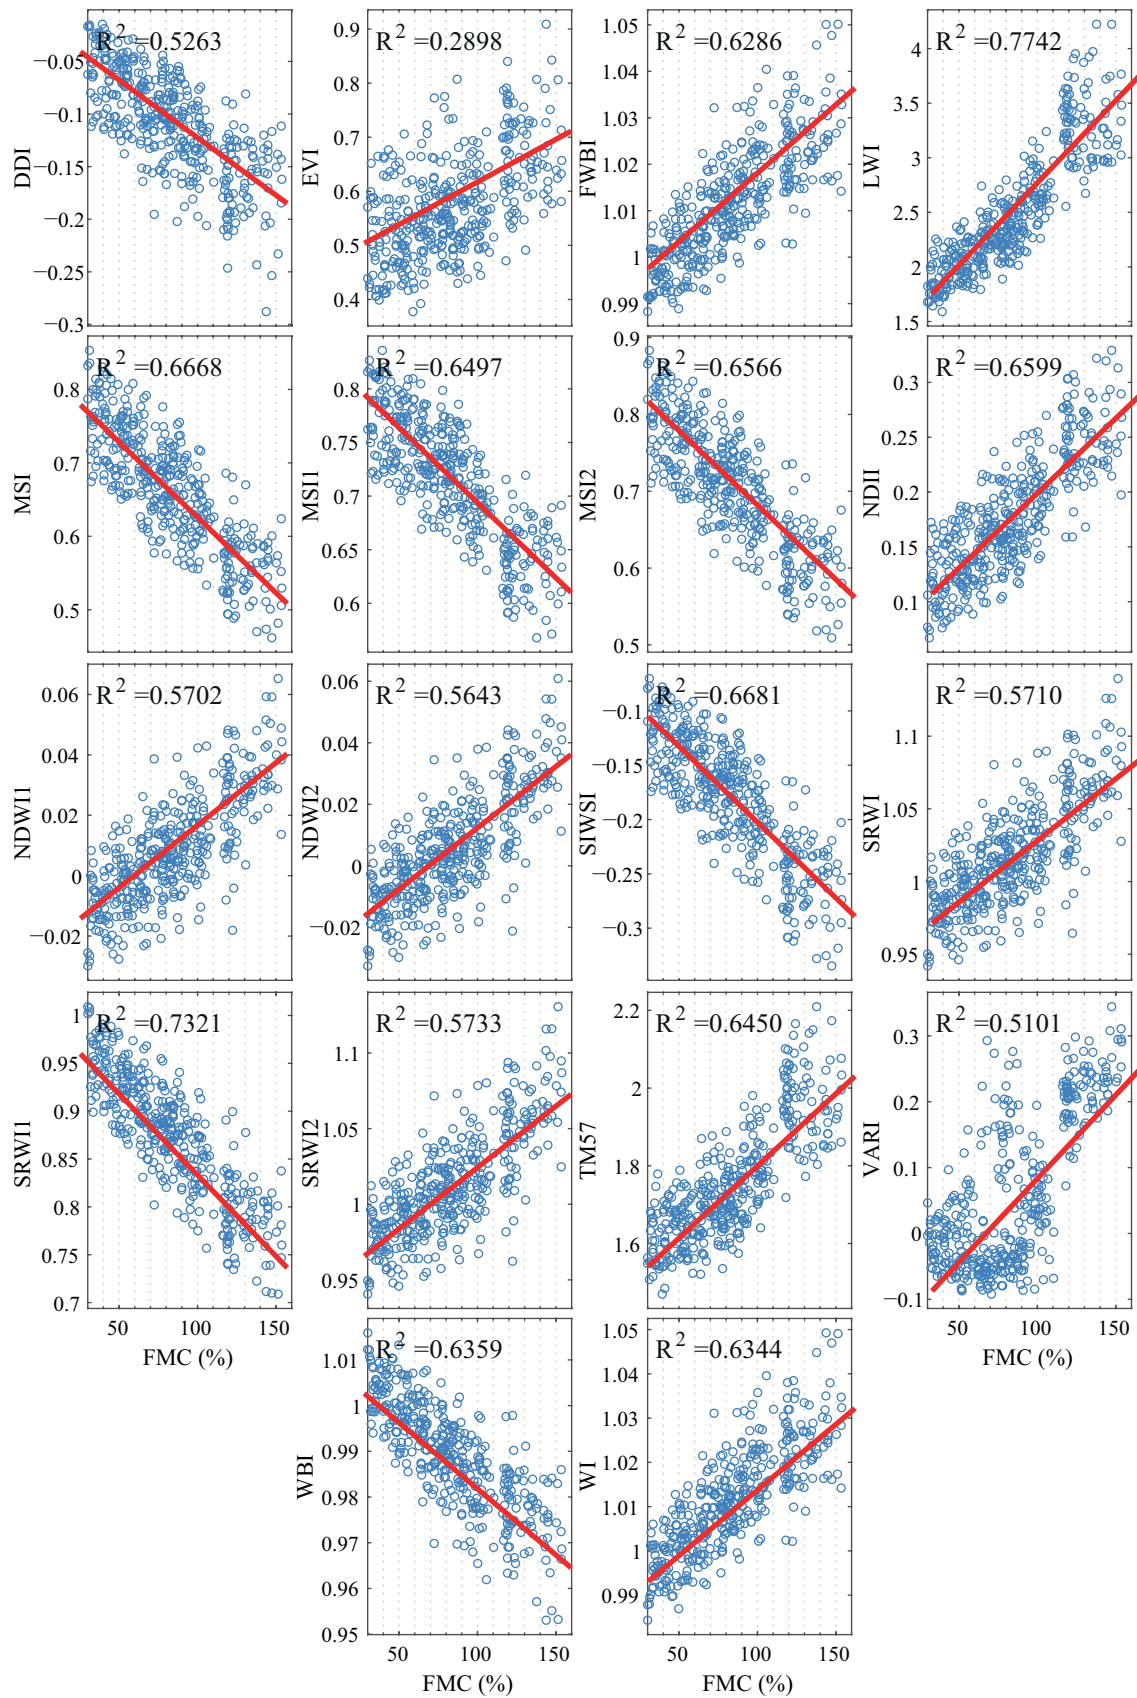 R² =0.5263
−0.05
−0.1
−0.15
−0.2
−0.25
−0.3
DDI
R² =0.2898
0.9
0.8
0.7
0.6
0.5
0.4
EVI
R² =0.6286
1.05
1.04
1.03
1.02
1.01
1
0.99
FWBI
R² =0.7742
4
3.5
3
2.5
2
1.5
LWI
R² =0.6668
0.8
0.7
0.6
0.5
MSI
R² =0.6497
0.8
0.75
0.7
0.65
0.6
MSI1
R² =0.6566
0.9
0.8
0.7
0.6
0.5
MSI2
R² =0.6599
0.3
0.25
0.2
0.15
0.1
NDII
R² =0.5702
0.06
0.04
0.02
0
−0.02
NDWI1
R² =0.5643
0.06
0.04
0.02
0
−0.02
NDWI2
R² =0.6681
−0.1
−0.15
−0.2
−0.25
−0.3
SIWSI
R² =0.5710
1.1
1.05
1
0.95
SRWI
R² =0.7321
1
0.95
0.9
0.85
0.8
0.75
0.7
SRWI1
50 100 150
FMC (%)
R² =0.5733
1.1
1.05
1
0.95
SRWI2
R² =0.6450
2.2
2
1.8
1.6
TM57
R² =0.5101
0.3
0.2
0.1
0
−0.1
VARI
50 100 150
FMC (%)
R² =0.6359
1.01
1
0.99
0.98
0.97
0.96
0.95
WBI
50 100 150
FMC (%)
R² =0.6344
1.05
1.04
1.03
1.02
1.01
1
0.99
WI
50 100 150
FMC (%)